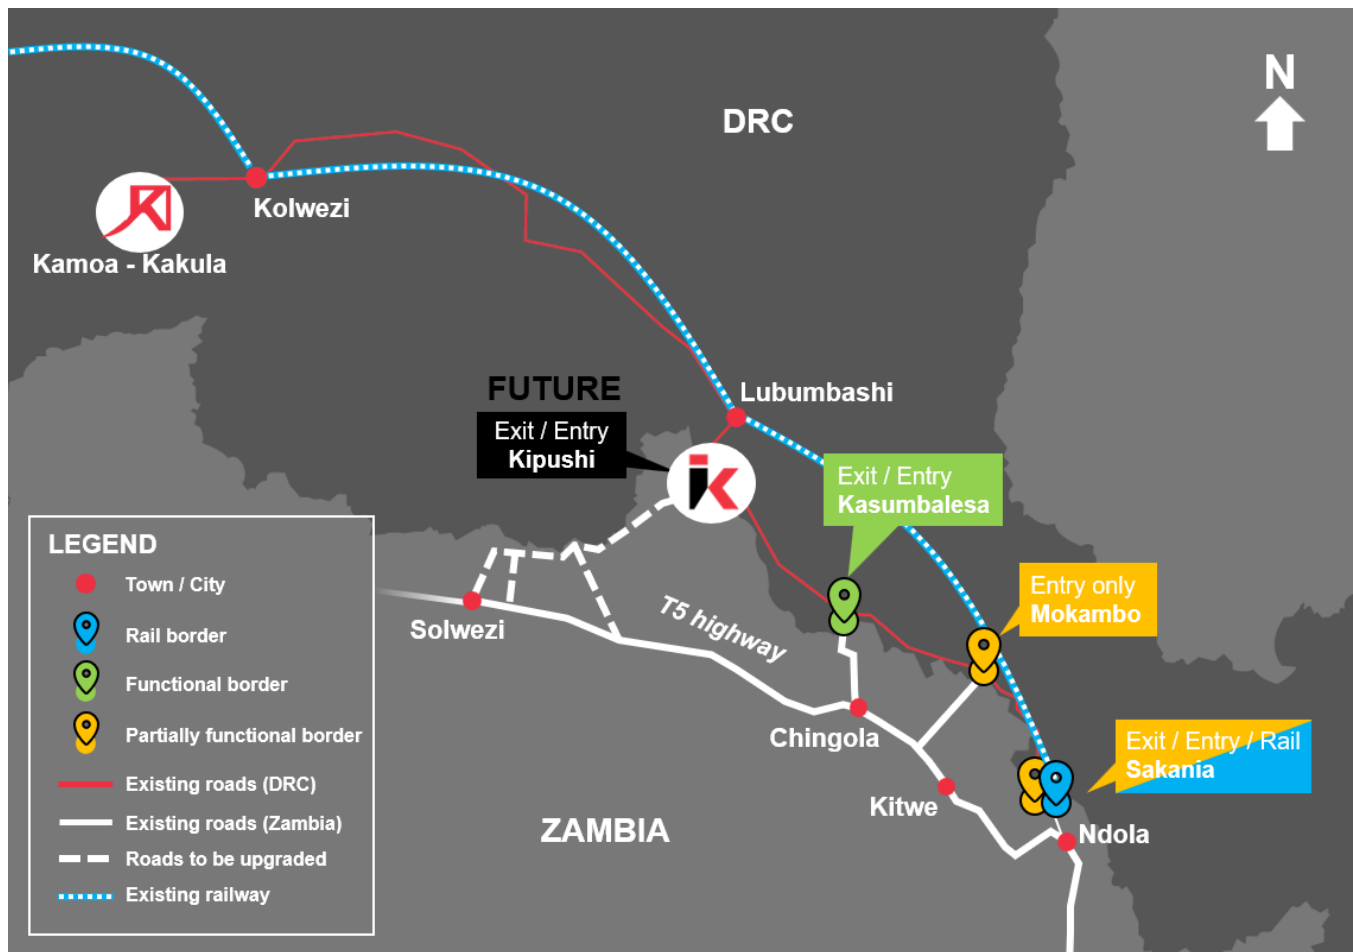 N
DRC
Kolwezi
Kamoa - Kakula
FUTURE
Exit / Entry
Kipushi
Lubumbashi
Exit / Entry
Kasumbalesa
Entry only
Mokambo
Solwezi
T5 highway
Chingola
Exit / Entry / Rail
Sakania
Kitwe
Ndola
ZAMBIA
LEGEND
Town / City
Rail border
Functional border
Partially functional border
Existing roads (DRC)
Existing roads (Zambia)
Roads to be upgraded
Existing railway